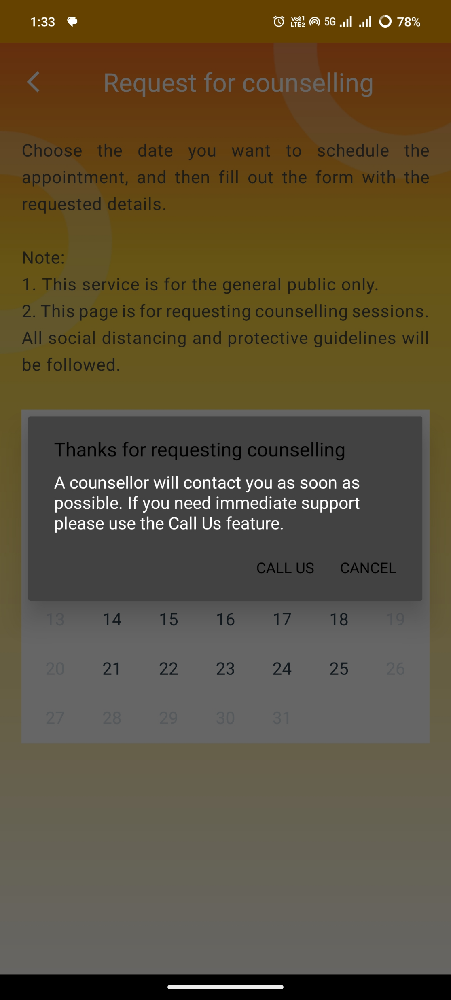 1:33
Vo)) 1
LTE2
5G
78%
Request for counselling
Choose the date you want to schedule the
appointment, and then fill out the form with the
requested details.
Note:
1. This service is for the general public only.
2. This page is for requesting counselling sessions.
All social distancing and protective guidelines will
be followed.
Thanks for requesting counselling
A counsellor will contact you as soon as
possible. If you need immediate support
please use the Call Us feature.
CALL US CANCEL
13 14 15 16 17 18 19
20 21 22 23 24 25 26
27 28 29 30 31